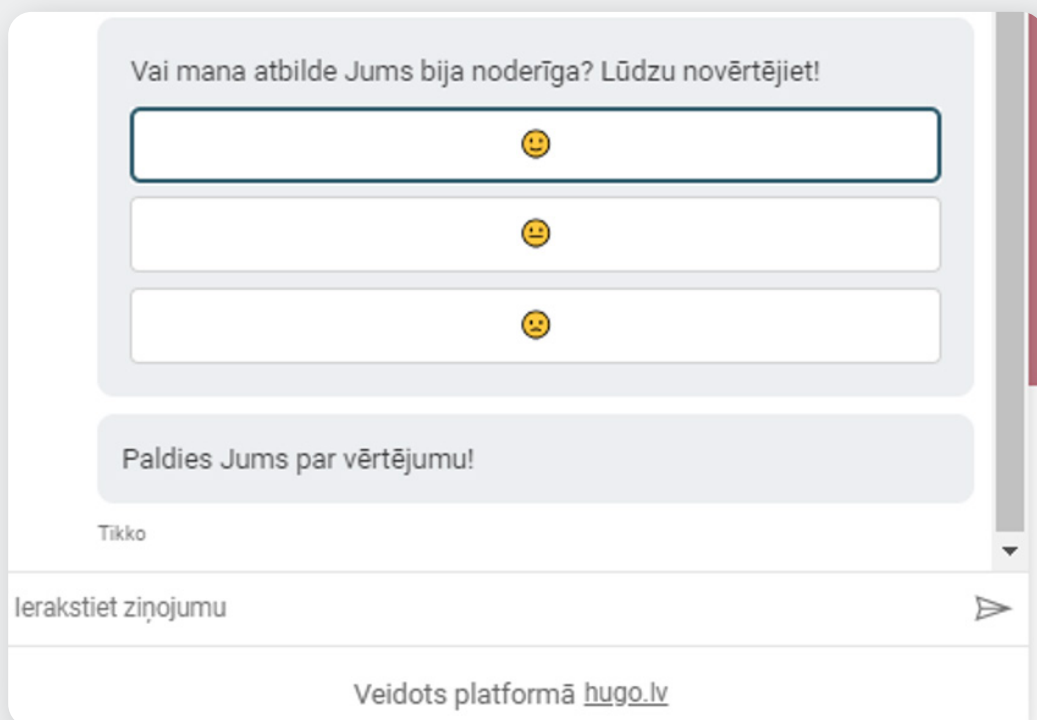 Vai mana atbilde Jums bija noderīga? Lūdzu novērtējiet!
Paldies Jums par vērtējumu!
Tikko
Ierakstiet ziņojumu
Veidots platformā hugo.lv